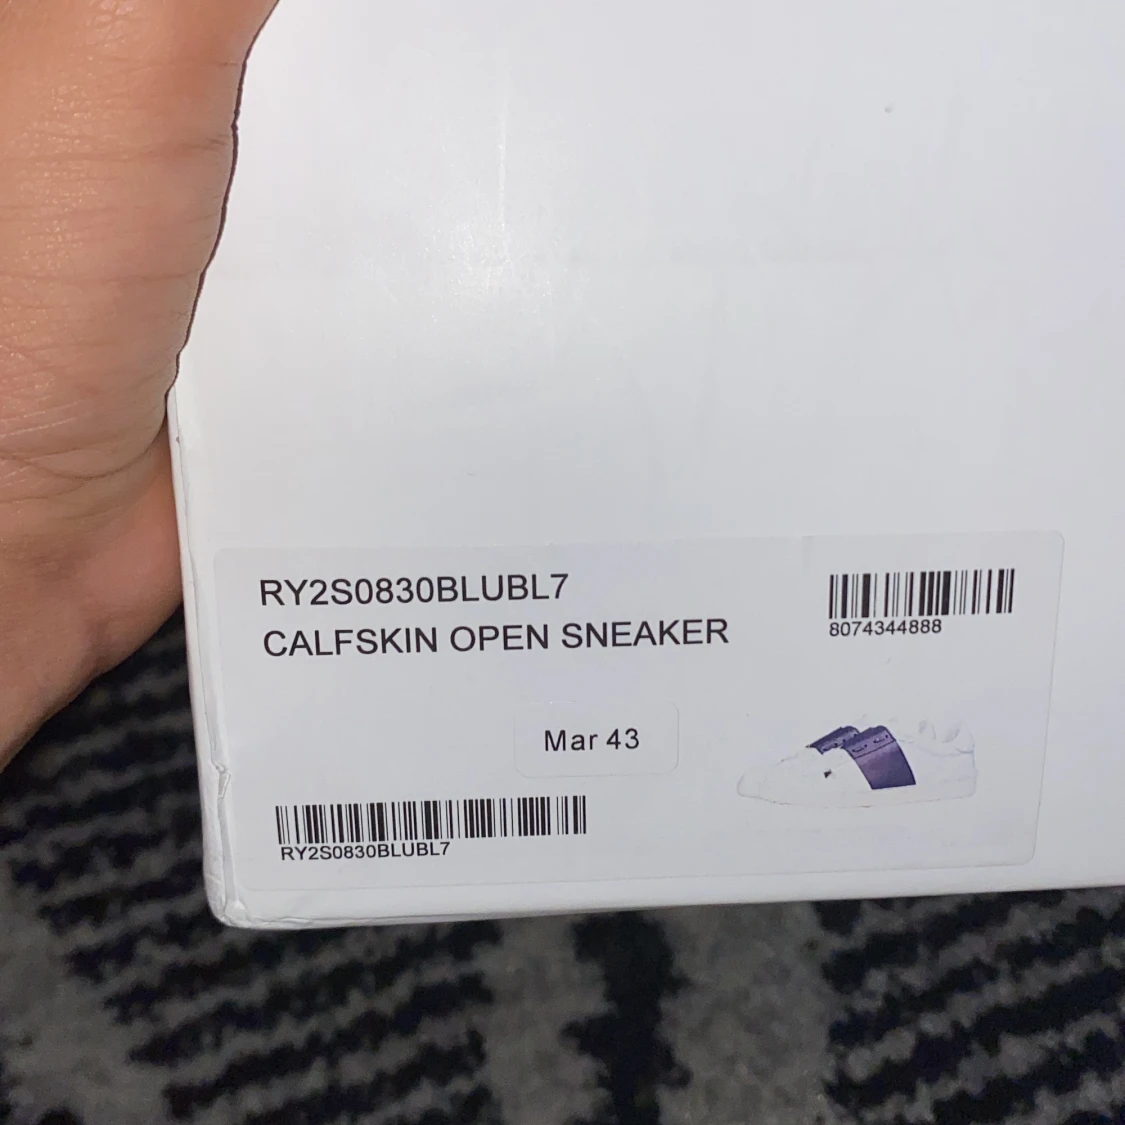 RY2S0830BLUBL7
CALFSKIN OPEN SNEAKER
8074344888
Mar 43
RY2S0830BLUBL7